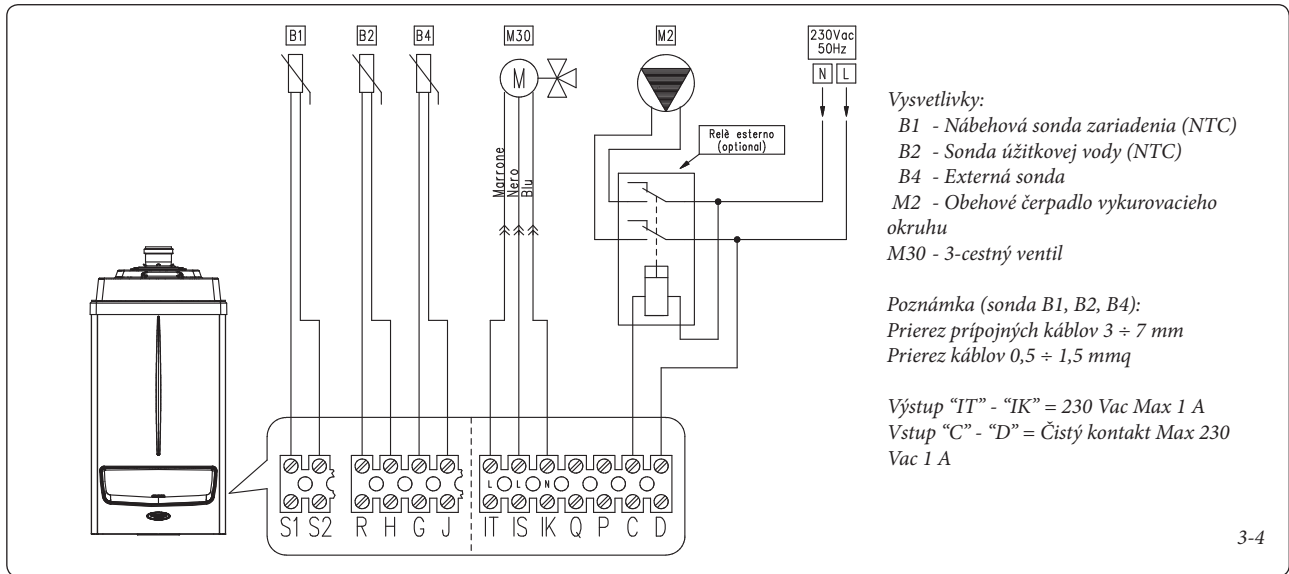 B1
B2
B4
M30
M2
230Vac
50Hz
N L
M
Relè esterno
(optional)
Marrone
Nero
Blu
Vysvetlivky:
B1 - Nábehová sonda zariadenia (NTC)
B2 - Sonda úžitkovej vody (NTC)
B4 - Externá sonda
M2 - Obehové čerpadlo vykurovacieho
okruhu
M30 - 3-cestný ventil
Poznámka (sonda B1, B2, B4):
Prierez prípojných káblov 3 ÷ 7 mm
Prierez káblov 0,5 ÷ 1,5 mmq
Výstup “IT” - “IK” = 230 Vac Max 1 A
Vstup “C” - “D” = Čistý kontakt Max 230
Vac 1 A
L L N
S1 S2 R H G J IT IS IK Q P C D
3-4